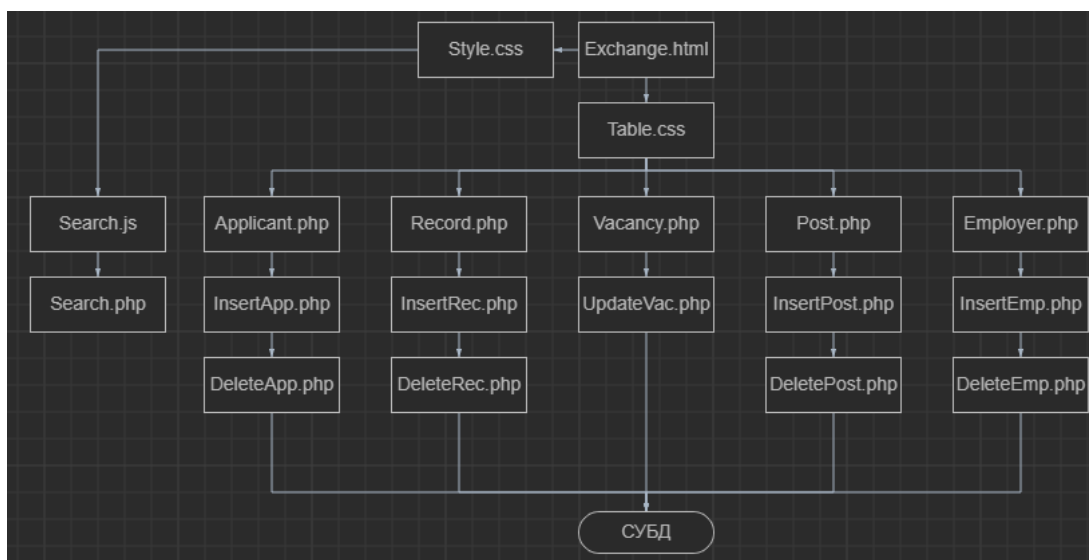 Style.css
Exchange.html
Table.css
Search.js
Applicant.php
Record.php
Vacancy.php
Post.php
Employer.php
Search.php
InsertApp.php
InsertRec.php
UpdateVac.php
InsertPost.php
InsertEmp.php
DeleteApp.php
DeleteRec.php
DeletePost.php
DeleteEmp.php
СУБД